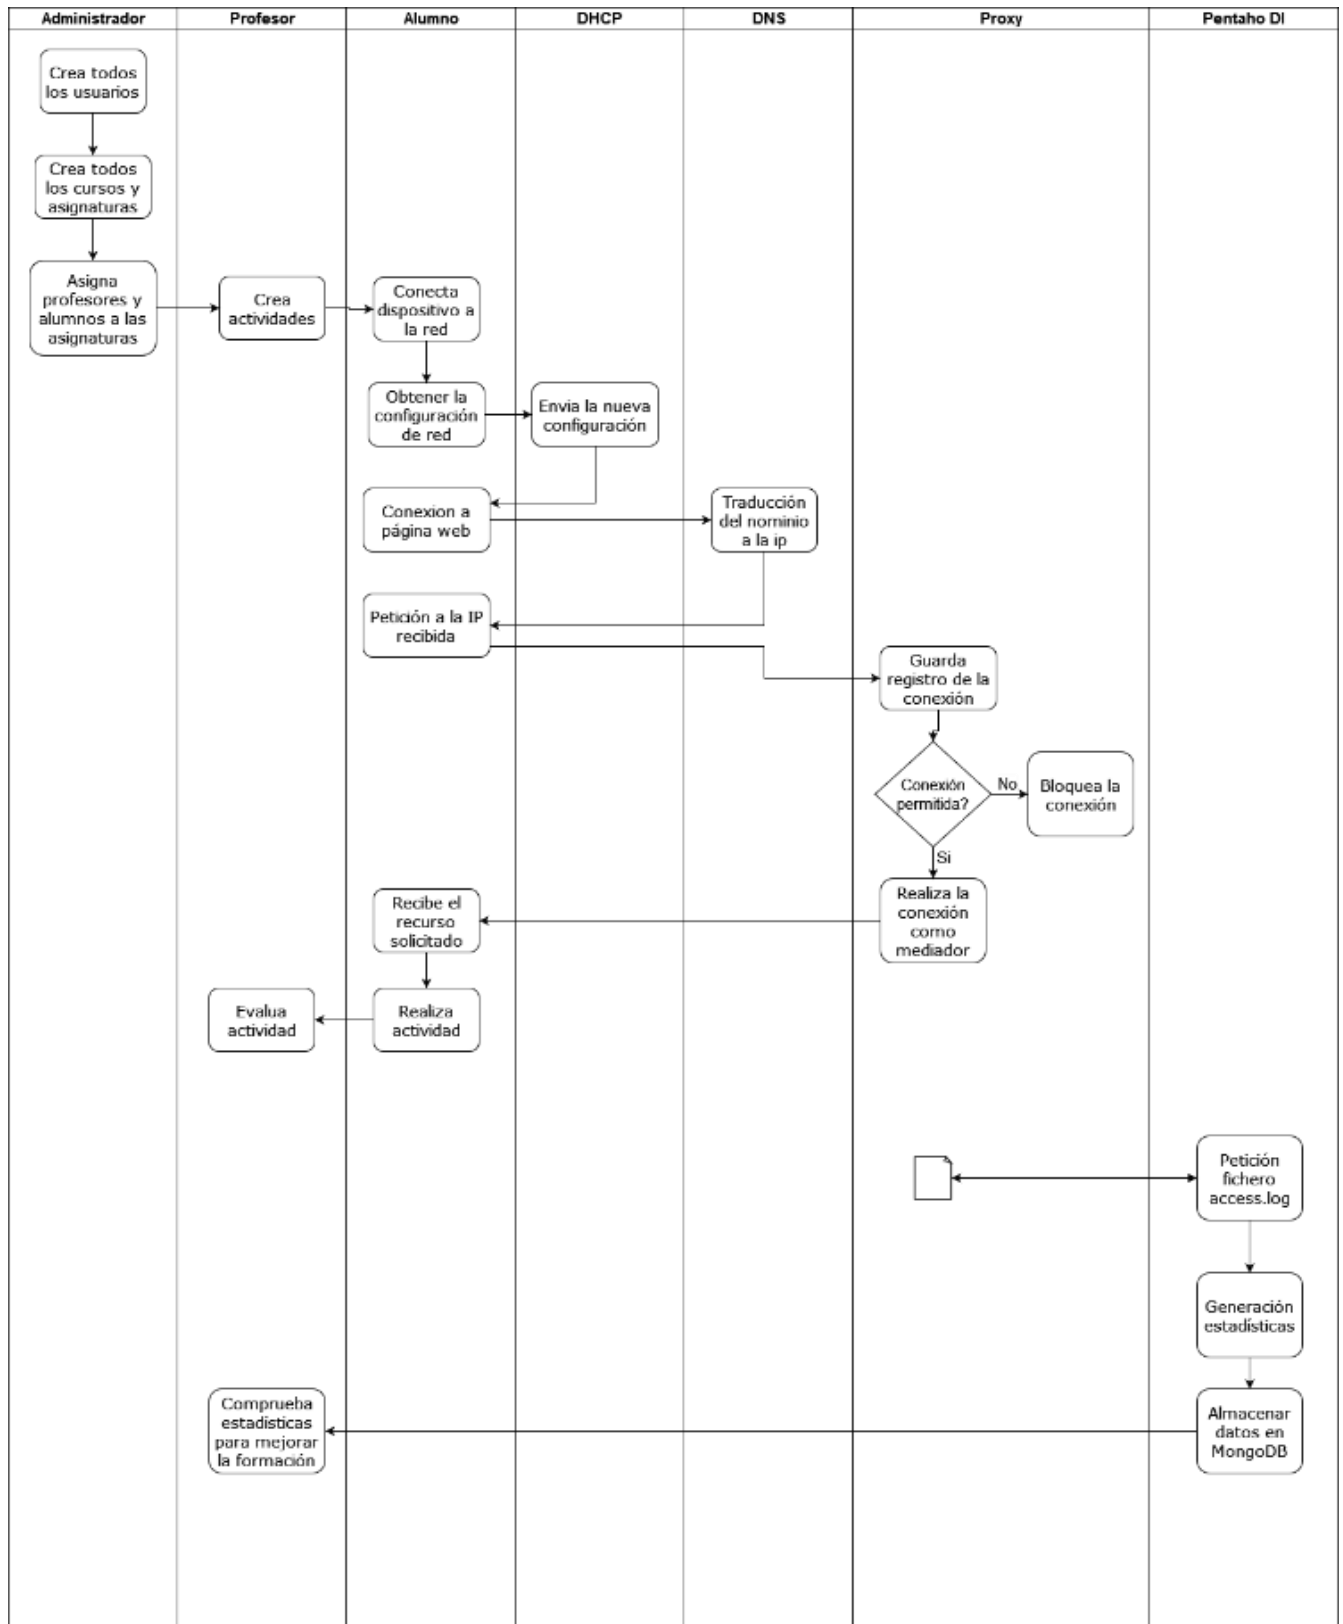 Administrador
Profesor
Alumno
DHCP
DNS
Proxy
Pentaho DI
Crea todos
los usuarios
Crea todos
los cursos y
asignaturas
Asigna
profesores y
alumnos a las
asignaturas
Crea
actividades
Conecta
dispositivo a
la red
Obtener la
configuración
de red
Envia la nueva
configuración
Conexion a
página web
Traducción
del nominio
a la ip
Petición a la IP
recibida
Guarda
registro de la
conexión
Conexión
permitida?
No
Bloquea la
conexión
Si
Realiza la
conexión
como
mediador
Recibe el
recurso
solicitado
Realiza
actividad
Evalua
actividad
Petición
fichero
access.log
Generación
estadísticas
Almacenar
datos en
MongoDB
Comprueba
estadísticas
para mejorar
la formación